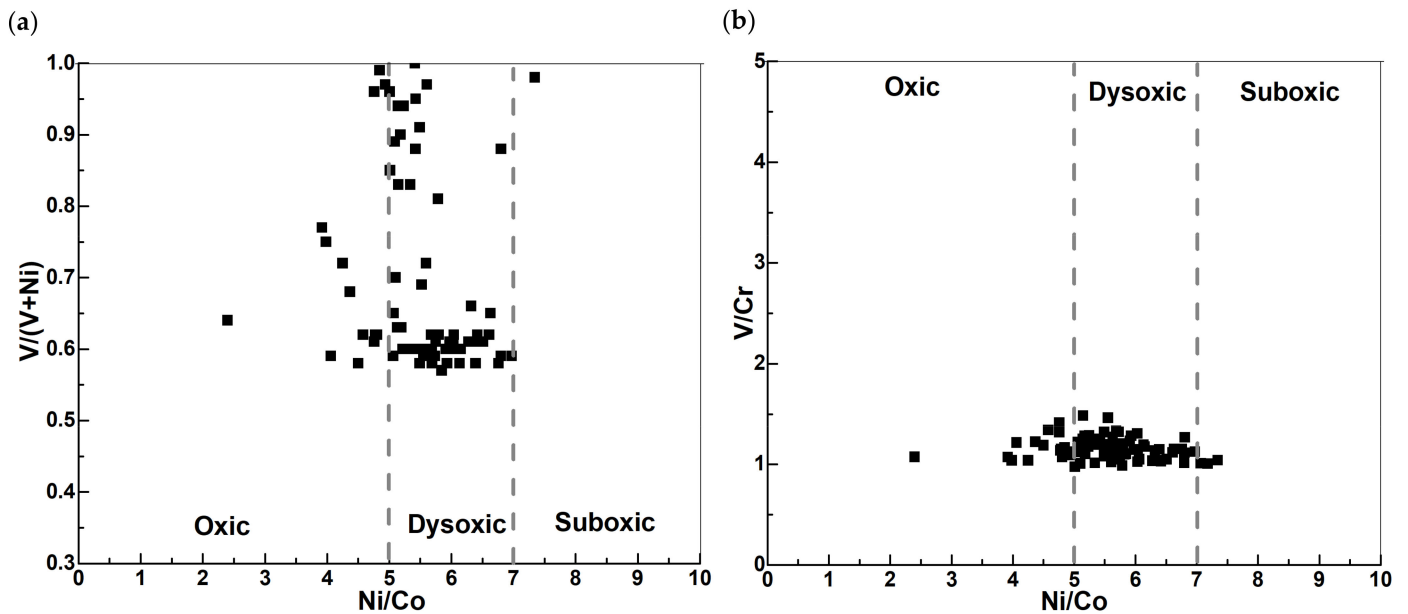 (a)
1.0
0.9
0.8
0.7
0.6
0.5
0.4
0.3
V/(V+Ni)
Oxic
Dysoxic
Suboxic
0 1 2 3 4 5 6 7 8 9 10
Ni/Co
(b)
Oxic
Dysoxic
Suboxic
5
4
3
2
1
0
V/Cr
0 1 2 3 4 5 6 7 8 9 10
Ni/Co